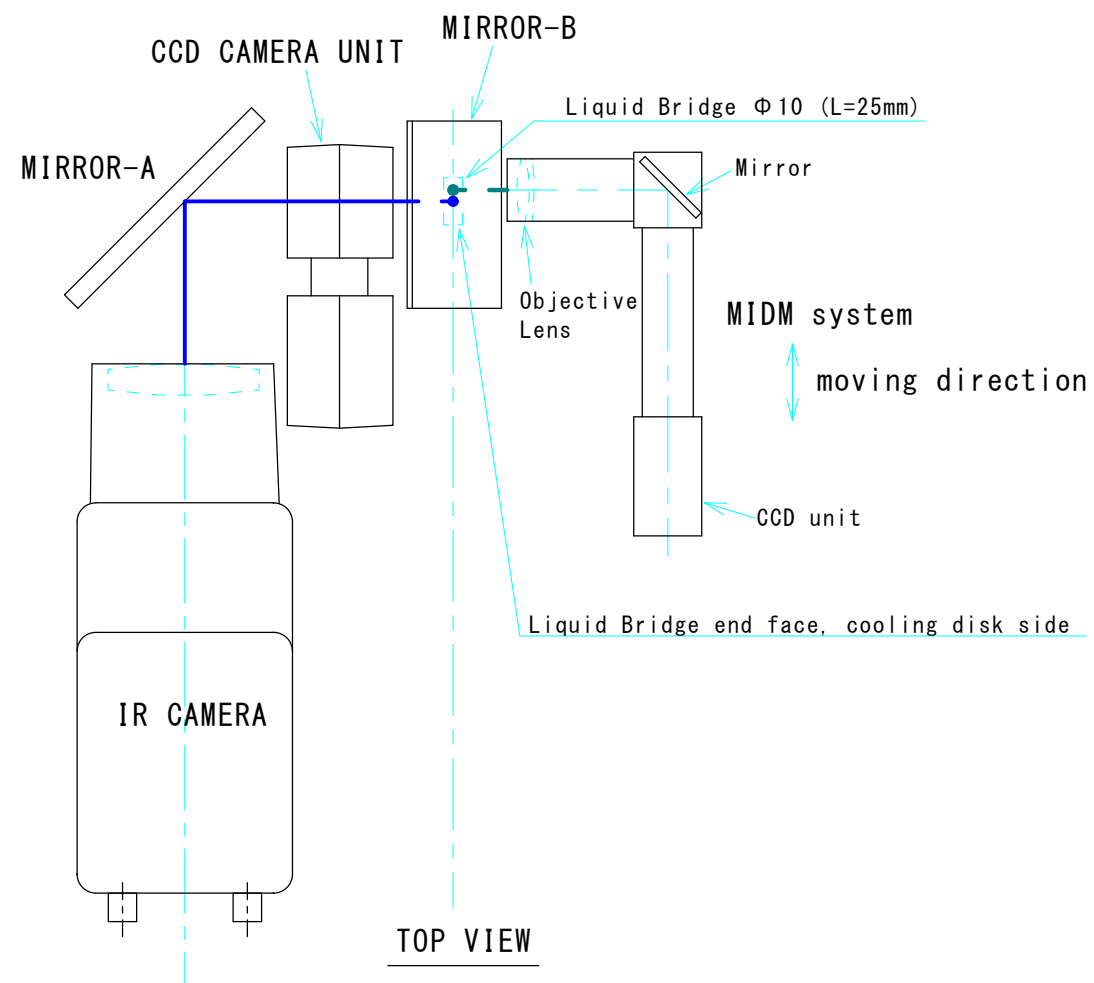 MIRROR-B
CCD CAMERA UNIT
Liquid Bridge Φ10 (L=25mm)
MIRROR-A
Mirror
Objective
Lens
MIDM system
moving direction
CCD unit
Liquid Bridge end face, cooling disk side
IR CAMERA
TOP VIEW